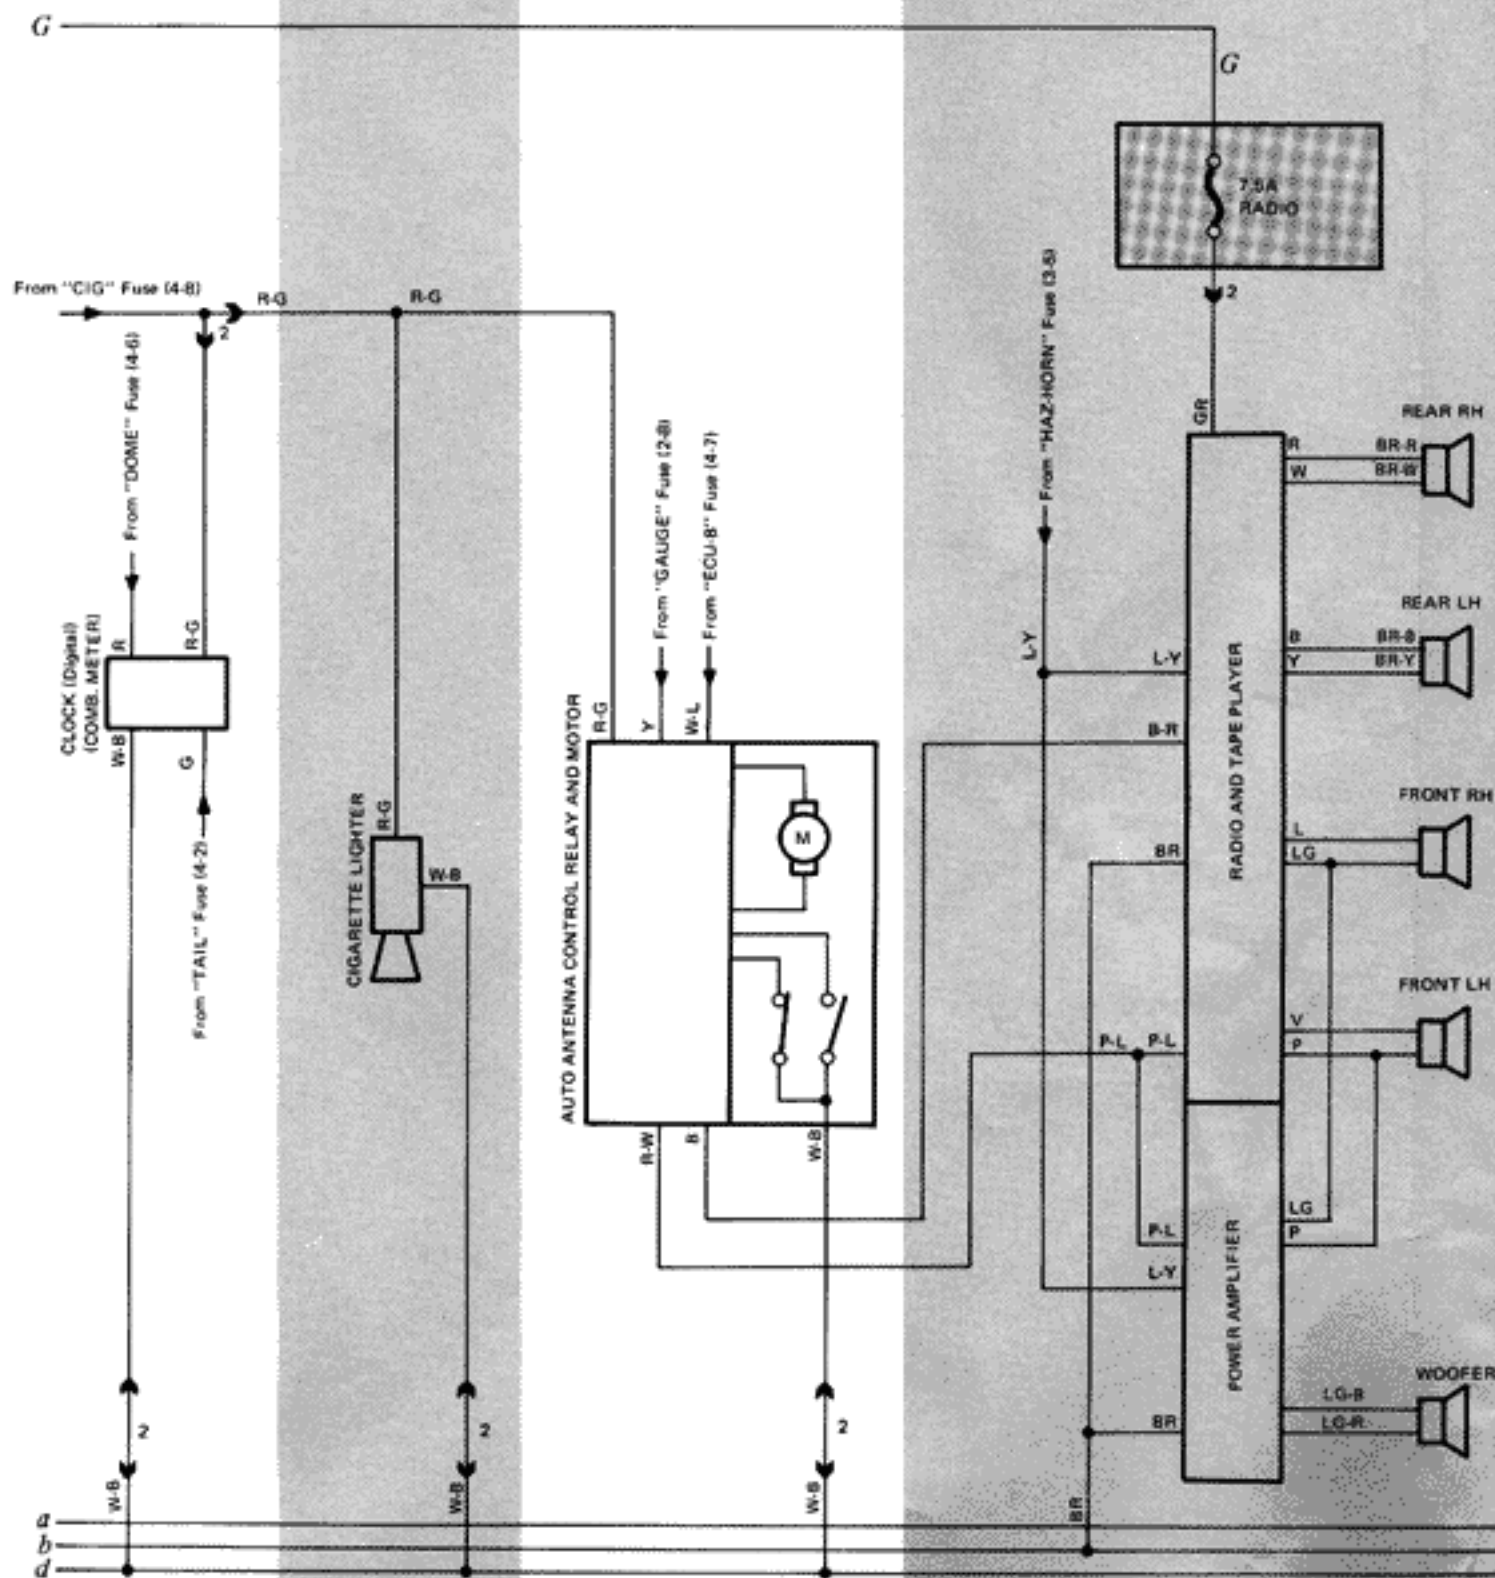 G
G
7.5A
RADIO
2
From "CIG" Fuse (4-8)
R-G
R-G
2
From "DOME" Fuse (4-6)
R
R-G
CLOCK (Digital)
(COMB. METER)
W-B
G
From "TAIL" Fuse (4-2)
CIGARETTE LIGHTER
R-G
W-B
From "GAUGE" Fuse (2-8)
From "ECU-B" Fuse (4-7)
R-G
Y
W-L
AUTO ANTENNA CONTROL RELAY AND MOTOR
M
R-W
B
W-B
From "HAZ-HORN" Fuse (3-5)
L-Y
GR
L-Y
B-R
BR
P-L
P-L
RADIO AND TAPE PLAYER
R
BR-R
W
BR-W
REAR RH
B
BR-B
Y
BR-Y
REAR LH
L
LG
FRONT RH
V
P
FRONT LH
P-L
L-Y
BR
POWER AMPLIFIER
LG
P
LG-B
LG-R
WOOFER
2
W-B
2
W-B
2
W-B
BR
a
b
d